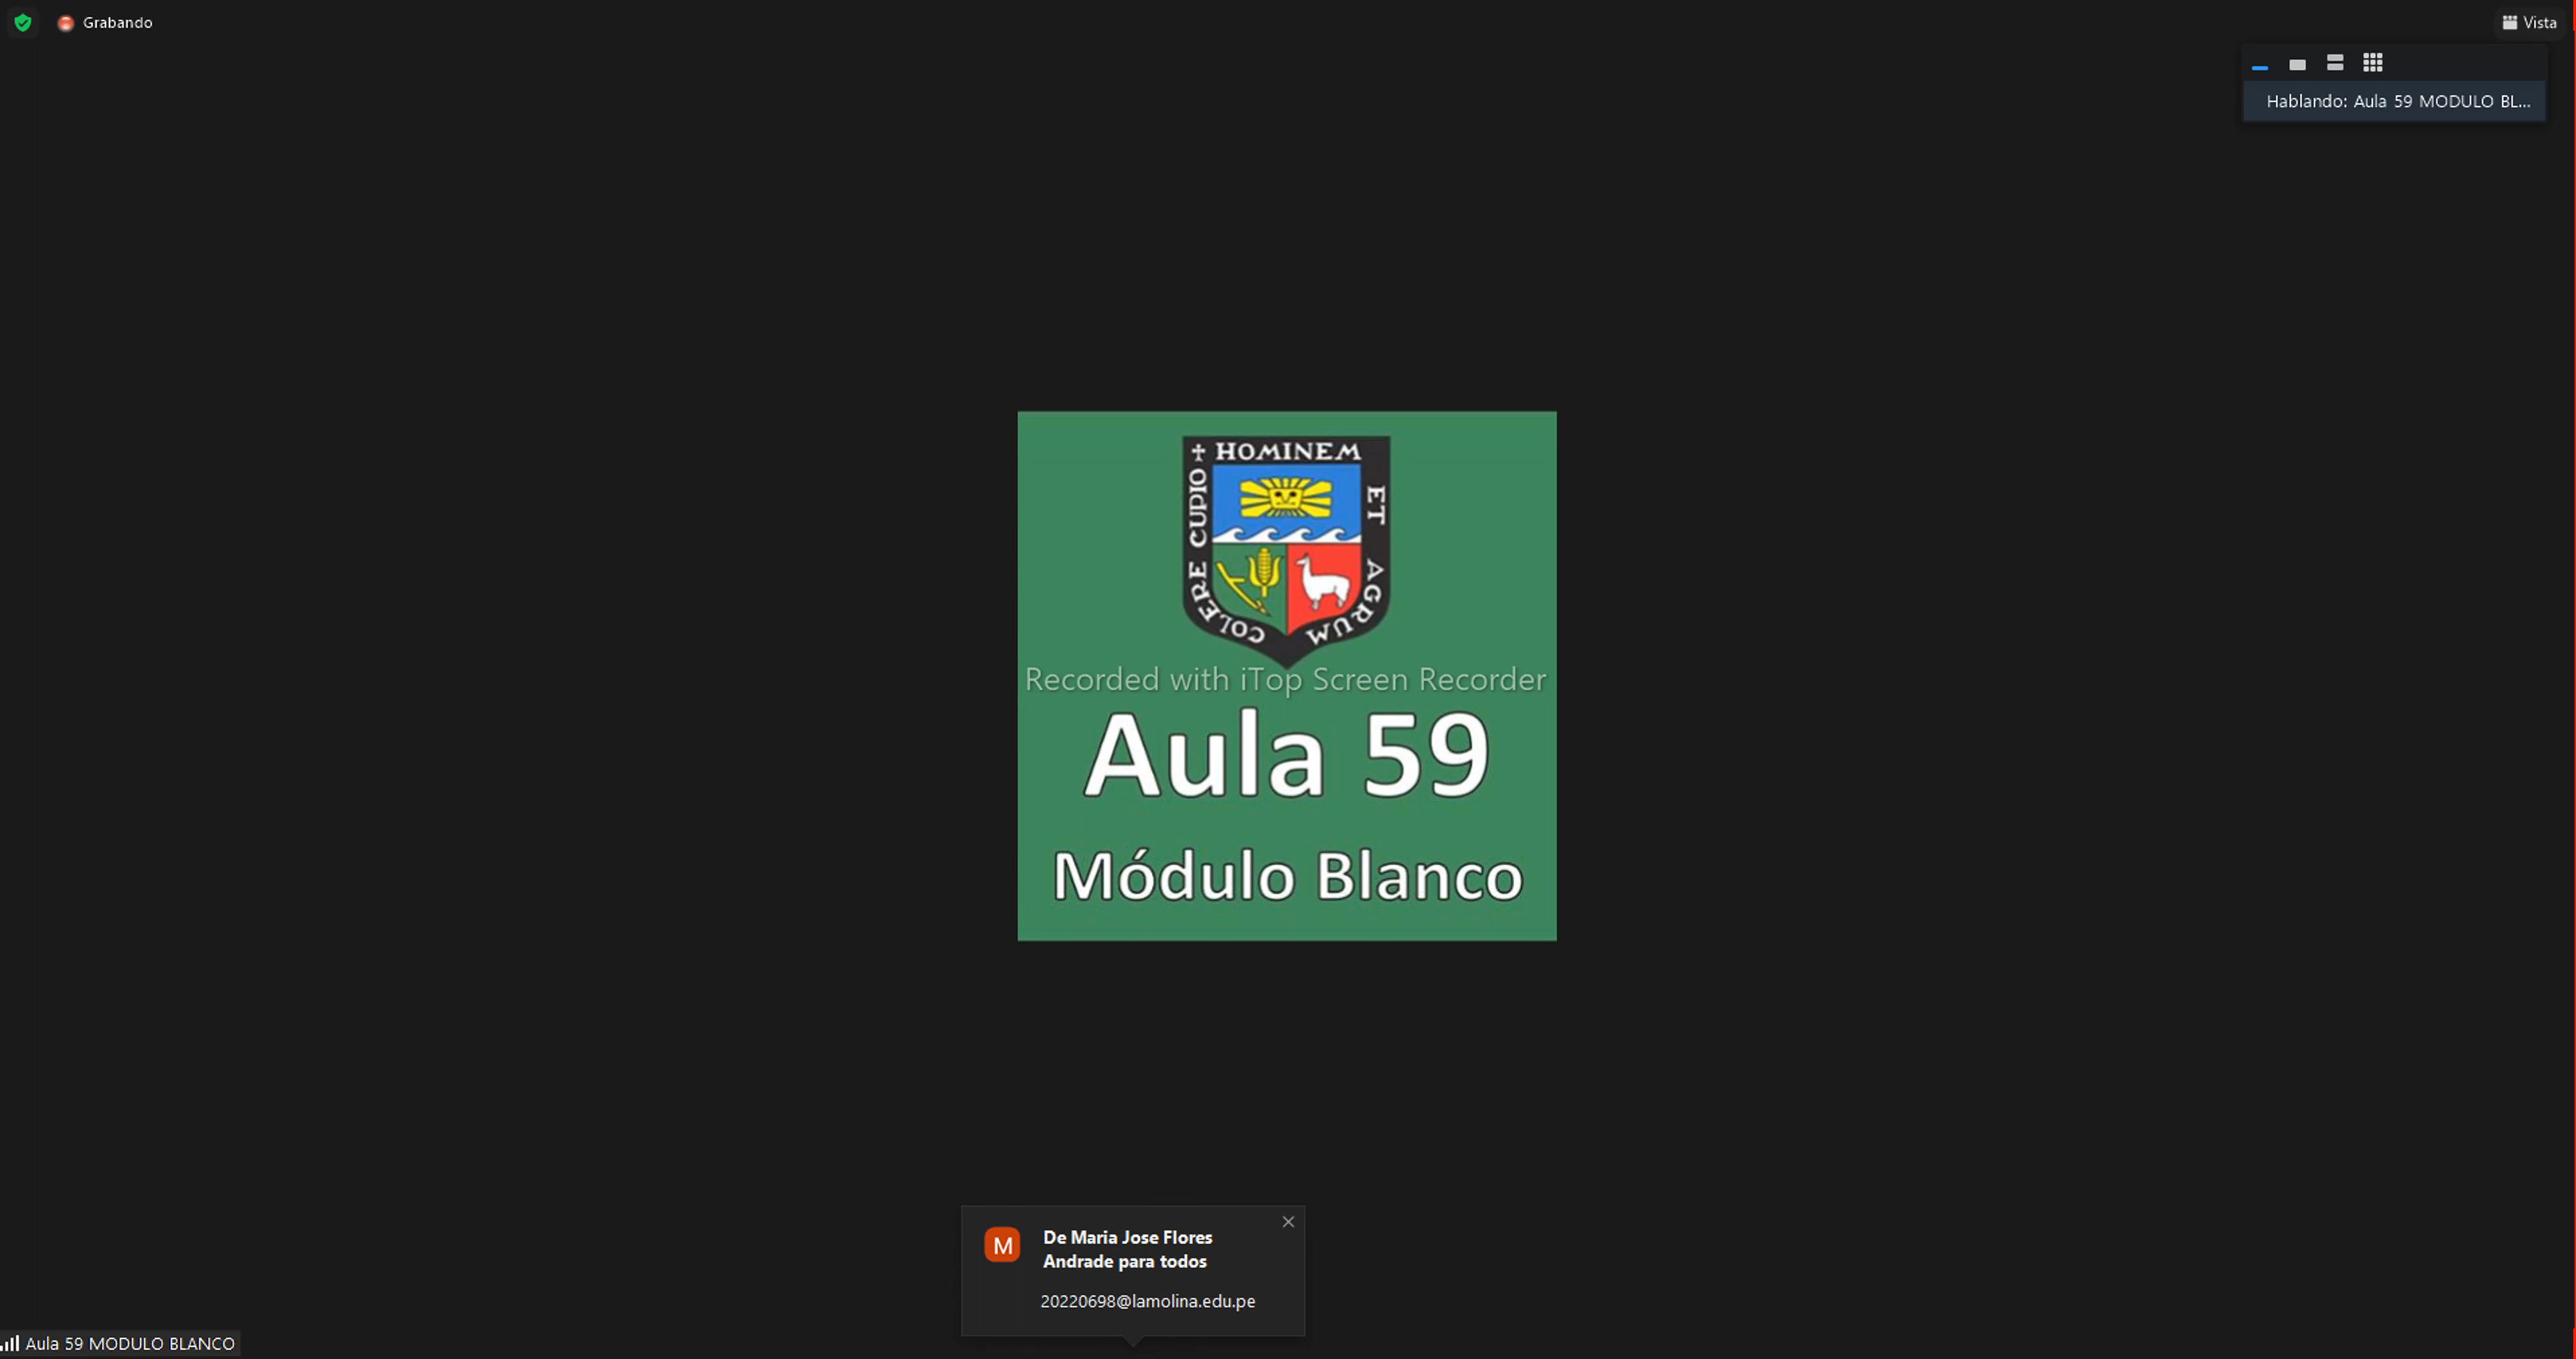 Grabando
Vista
Hablando: Aula 59 MODULO BL...
HOMINEM
ET AGRUM
COLERE CUPIO
Recorded with iTop Screen Recorder
Aula 59
Módulo Blanco
M
De Maria Jose Flores
Andrade para todos
20220698@lamolina.edu.pe
Aula 59 MODULO BLANCO